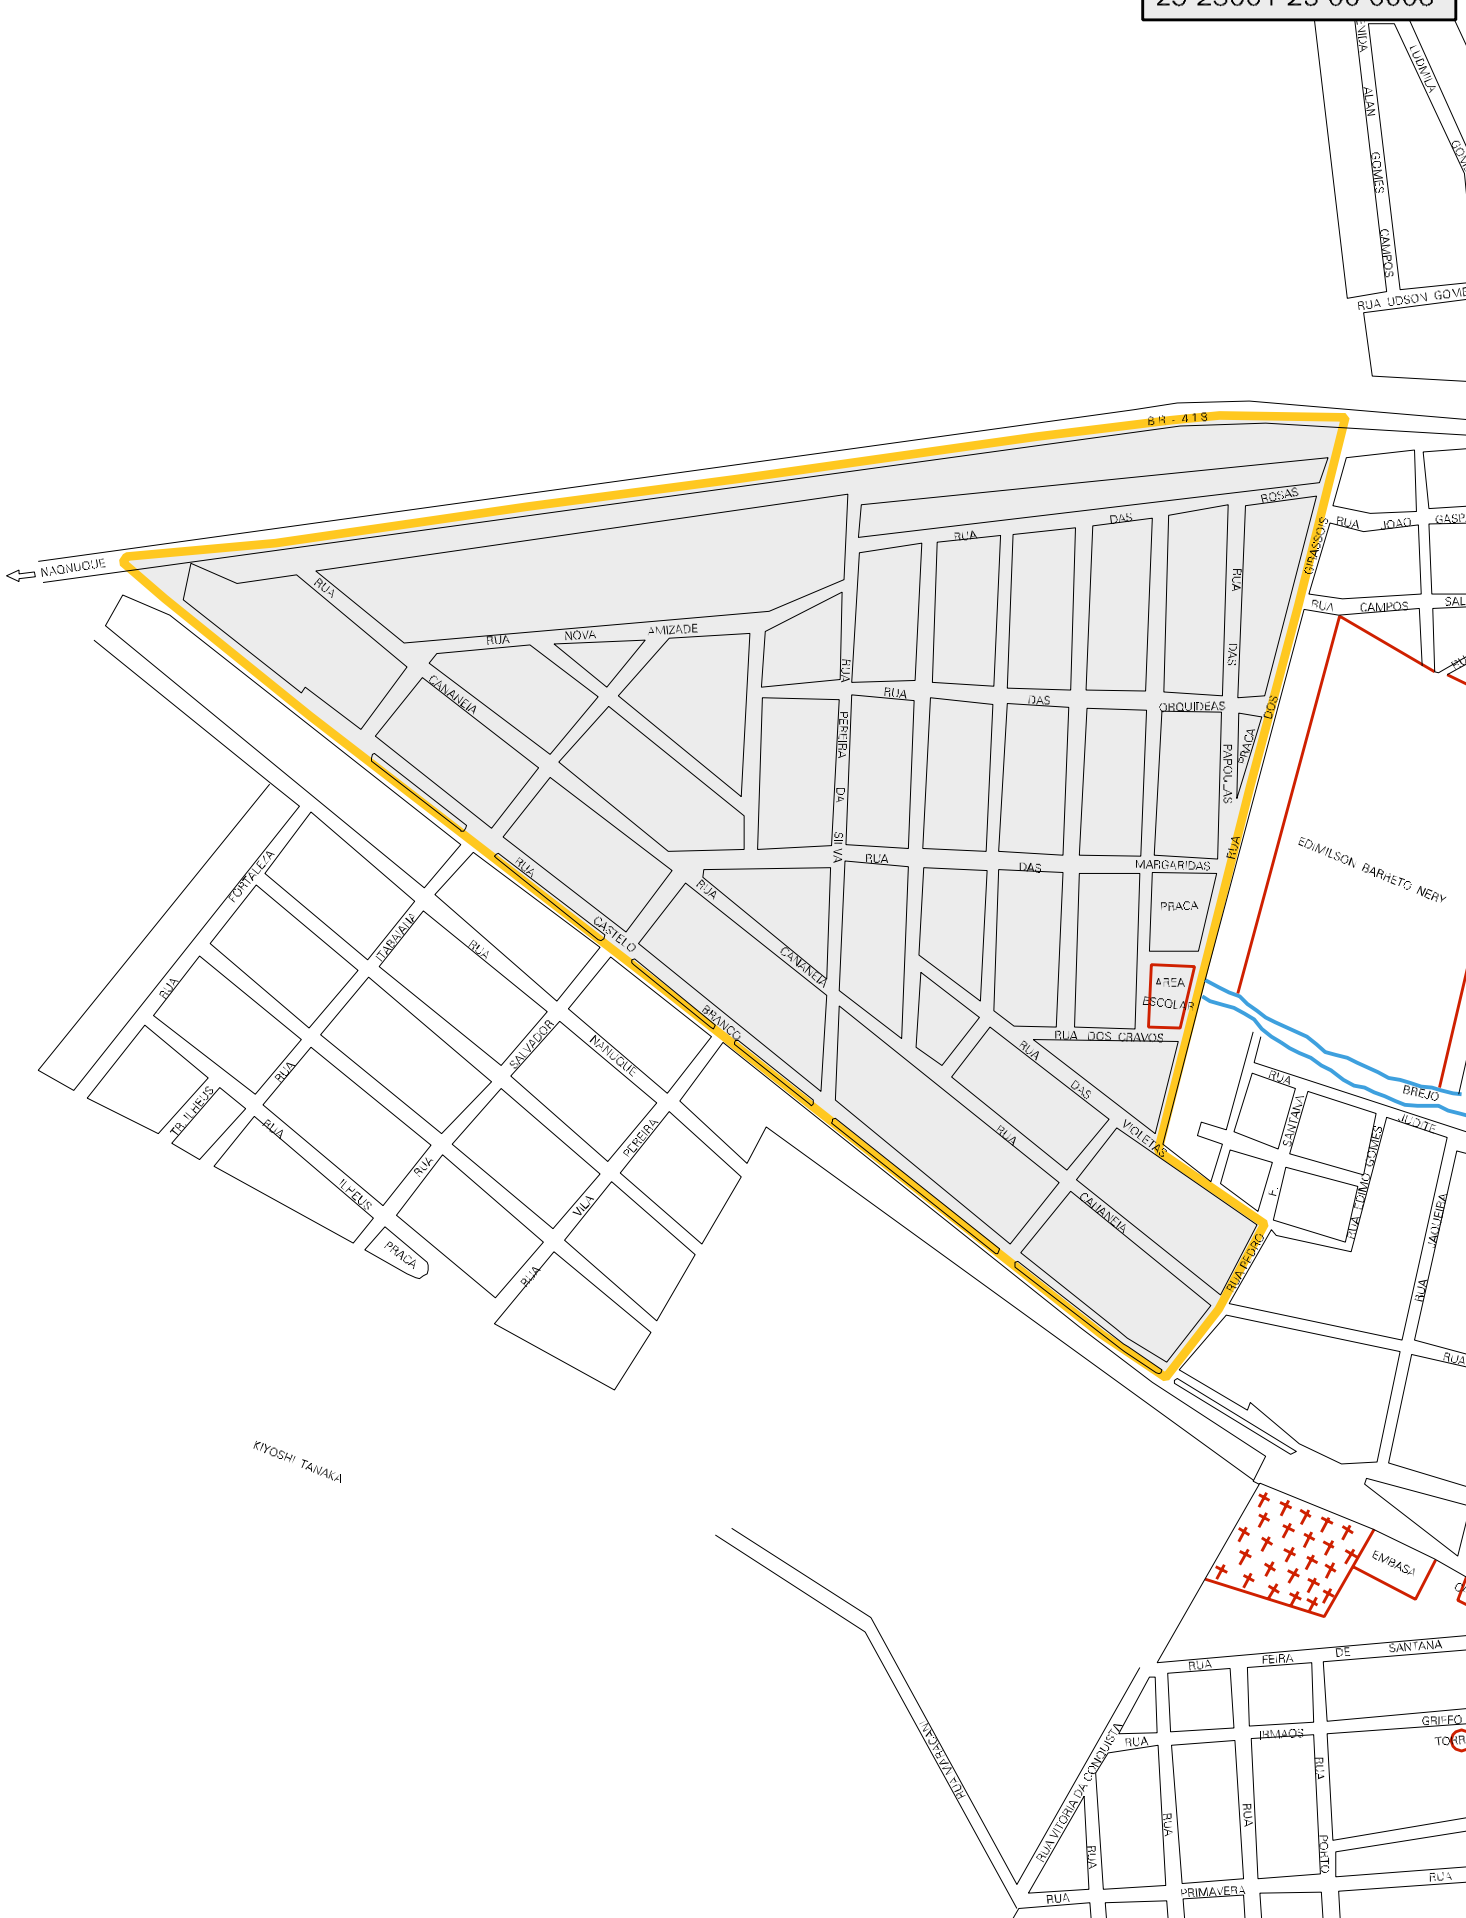 ALAN
GOMES
CAMPOS
LUDMILA
RUA UDSON
BR - 418
NAQNUQUE
RUA
DAS
ROSAS
RUA JOAO
RUA CAMPOS
GIRASSOIS
DOS
RUA
RUA NOVA AMIZADE
RUA
CANANEIA
RUA
PEREIRA
DA
SILVA
RUA DAS ORQUIDEAS
RUA
DAS
PAPOULAS
PRACA
RUA DAS MARGARIDAS
PRACA
AREA
ESCOLAR
RUA DOS CRAVOS
RUA
DAS
VIOLETAS
EDIMILSON BARRETO NERY
BREJO
RUA
JUDITE
RUA
CANANEIA
RUA
CANANEIA
RUA
CASTELO
BRANCO
RUA PEDRO
SANTANA
F.
RUA EDIMO GOMES
JAQUEIRA
RUA
RUA
FORTALEZA
RUA
ITABAIANA
RUA
RUA
NANUQUE
SALVADOR
RUA
PEREIRA
VILA
RUA
TR. ILHEUS
RUA
ILHEUS
PRACA
KIYOSHI TANAKA
EMBASA
RUA FEIRA DE SANTANA
RUA IRMAOS GRIFFO
RUA VITORIA DA CONQUISTA
RUA
RUA
RUA
RUA
PORTO
RUA PRIMAVERA
RUA